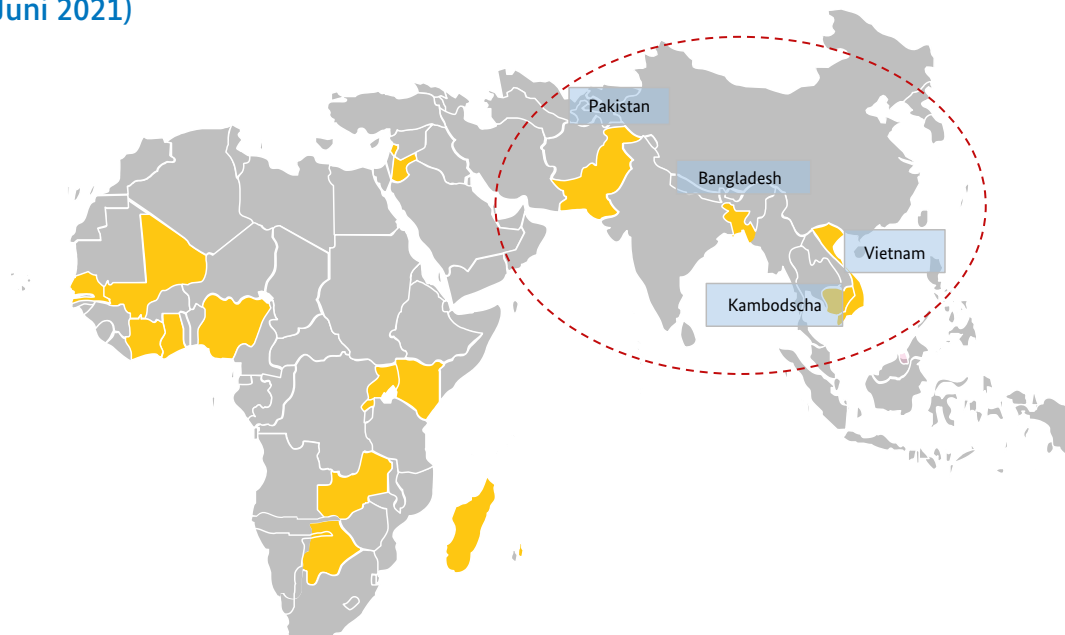 Juni 2021)
Pakistan
Bangladesh
Vietnam
Kambodscha